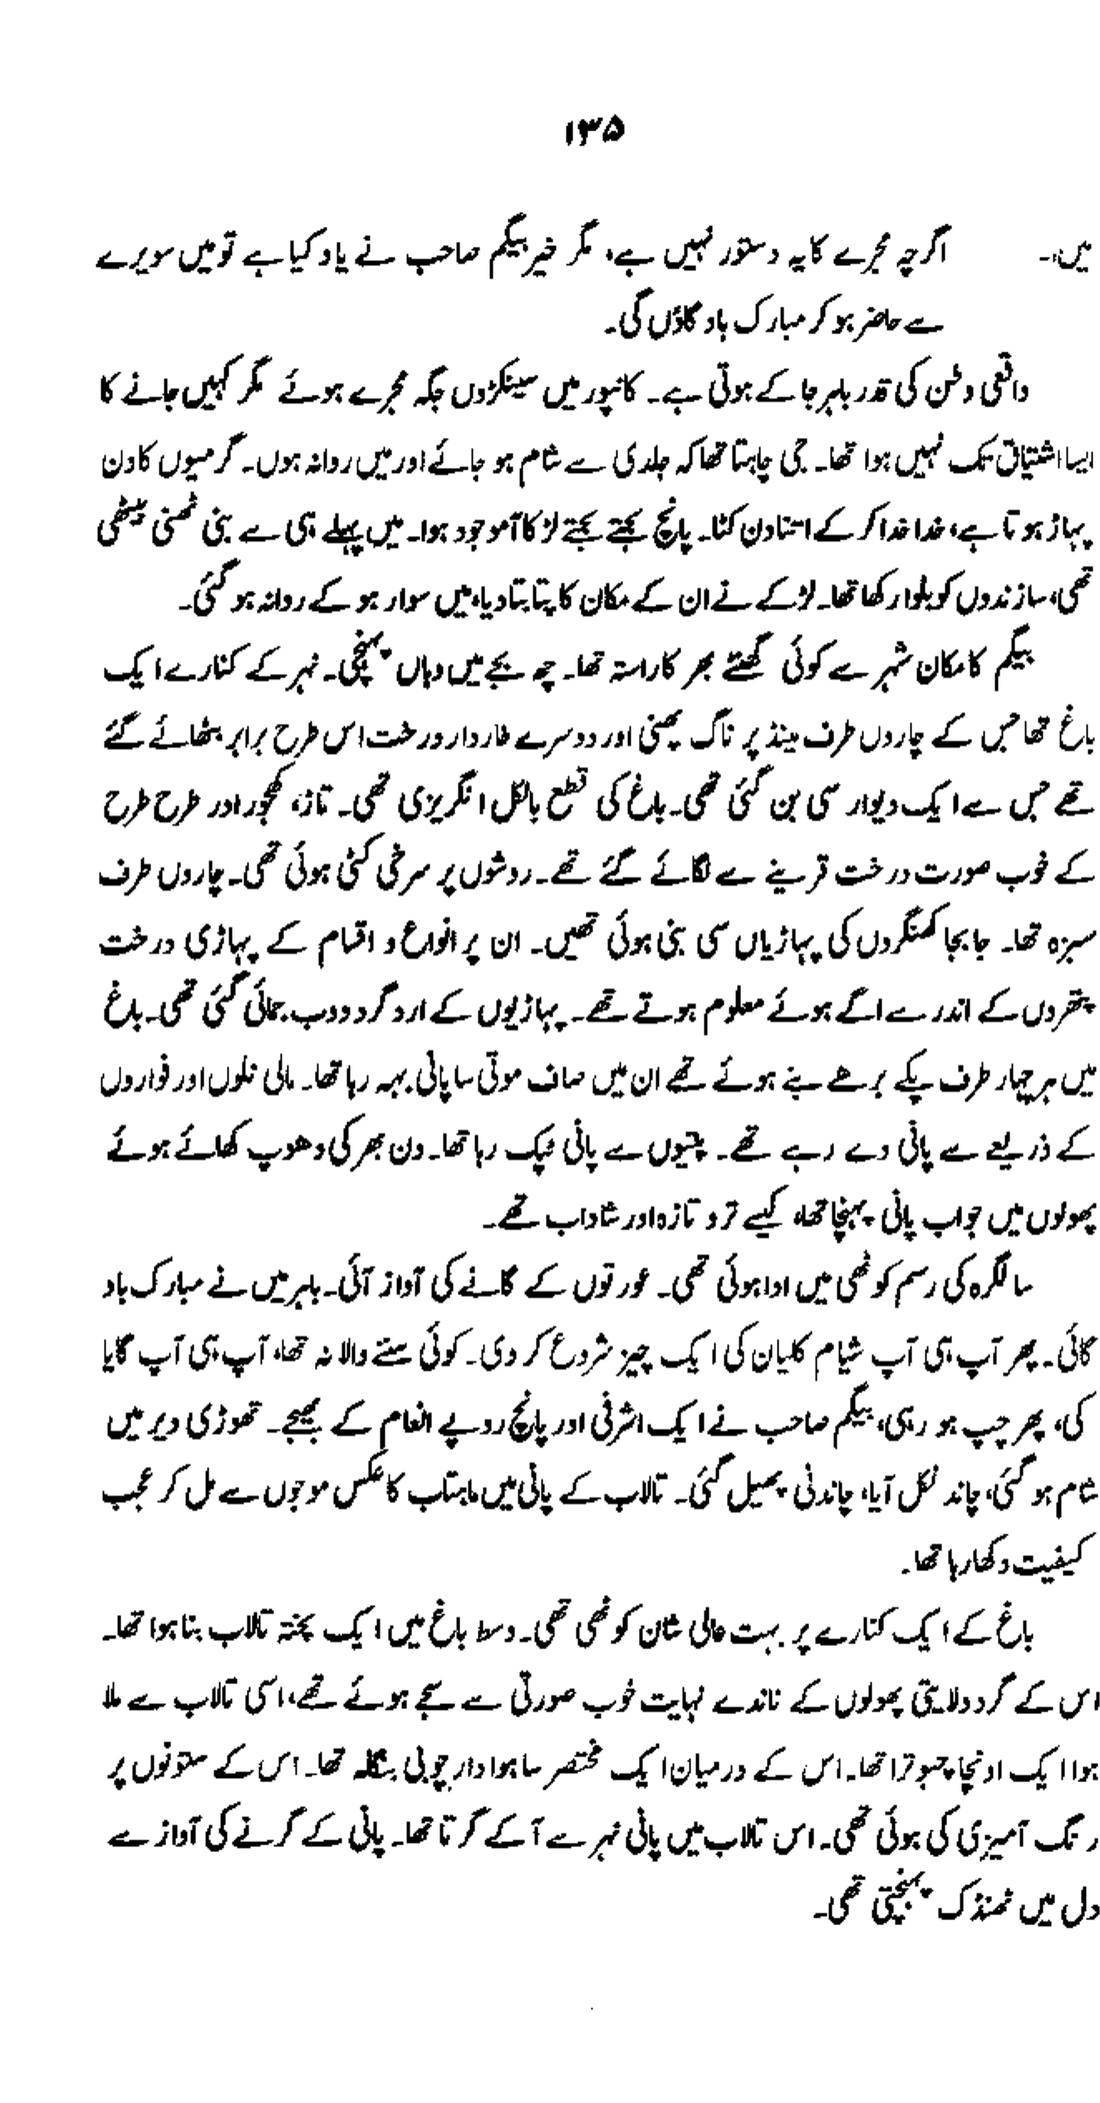 ۱۳۵
میں:۔ اگرچہ مجرے کا یہ دستور نہیں ہے، مگر خیر بیگم صاحب نے یاد کیا ہے تو میں سویرے
سے حاضر ہو کر مبارک باد گاؤں گی۔
واقعی وطن کی قدر باہر جا کے ہوتی ہے۔ کانپور میں سینکڑوں جگہ مجرے ہوئے مگر کہیں جانے کا
ایسا اشتیاق تک نہیں ہوا تھا۔ جی چاہتا تھا کہ جلدی سے شام ہو جائے اور میں روانہ ہوں۔ گرمیوں کا دن
پہاڑ ہوتا ہے، خدا خدا کر کے اتنا دن کٹا۔ پانچ بجتے بجتے لڑکا آموجود ہوا۔ میں پہلے ہی سے بنی ٹھنی بیٹھی
تھی، سازندوں کو بلوا رکھا تھا۔ لڑکے نے ان کے مکان کا پتا بتا دیا، میں سوار ہو کے روانہ ہو گئی۔
بیگم کا مکان شہر سے کوئی گھنٹے بھر کا راستہ تھا۔ چھ بجے میں وہاں پہنچی۔ نہر کے کنارے ایک
باغ تھا جس کے چاروں طرف مینڈ پر ناگ پھنی اور دوسرے خاردار درخت اس طرح برابر بٹھائے گئے
تھے جس سے ایک دیوار سی بن گئی تھی۔ باغ کی قطع بالکل انگریزی تھی۔ تاڑ، کھجور اور طرح طرح
کے خوب صورت درخت قرینے سے لگائے گئے تھے۔ روشوں پر سرخی کٹی ہوئی تھی۔ چاروں طرف
سبزہ تھا۔ جابجا کھنگروں کی پہاڑیاں سی بنی ہوئی تھیں۔ ان پر انواع و اقسام کے پہاڑی درخت
پتھروں کے اندر سے اگے ہوئے معلوم ہوتے تھے۔ پہاڑیوں کے اردگرد دوب جمائی گئی تھی۔ باغ
میں ہر چہار طرف پکے برہے بنے ہوئے تھے ان میں صاف موتی سا پانی بہہ رہا تھا۔ مالی نلوں اور فواروں
کے ذریعے سے پانی دے رہے تھے۔ پتیوں سے پانی ٹپک رہا تھا۔ دن بھر کی دھوپ کھائے ہوئے
پھولوں میں جو اب پانی پہنچا تھا، کیسے تر و تازہ اور شاداب تھے۔
سالگرہ کی رسم کوٹھی میں ادا ہوئی تھی۔ عورتوں کے گانے کی آواز آئی۔ باہر میں نے مبارک باد
گائی۔ پھر آپ ہی آپ شیام کلیان کی ایک چیز شروع کر دی۔ کوئی سننے والا نہ تھا، آپ ہی آپ گایا
کی، پھر چپ ہو رہی، بیگم صاحب نے ایک اشرفی اور پانچ روپے انعام کے بھیجے۔ تھوڑی دیر میں
شام ہو گئی، چاند نکل آیا، چاندنی پھیل گئی۔ تالاب کے پانی میں ماہتاب کا عکس موجوں سے مل کر عجب
کیفیت دکھا رہا تھا۔
باغ کے ایک کنارے پر بہت عالی شان کوٹھی تھی۔ وسط باغ میں ایک پختہ تالاب بنا ہوا تھا۔
اس کے گرد ولایتی پھولوں کے ناندے نہایت خوب صورتی سے سجے ہوئے تھے، اسی تالاب سے ملا
ہوا ایک اونچا چبوترا تھا۔ اس کے درمیان ایک مختصر سا ہوادار چوبی بنگلہ تھا۔ اس کے ستونوں پر
رنگ آمیزی کی ہوئی تھی۔ اس تالاب میں پانی نہر سے آ کے گرتا تھا۔ پانی کے گرنے کی آواز سے
دل میں ٹھنڈک پہنچتی تھی۔